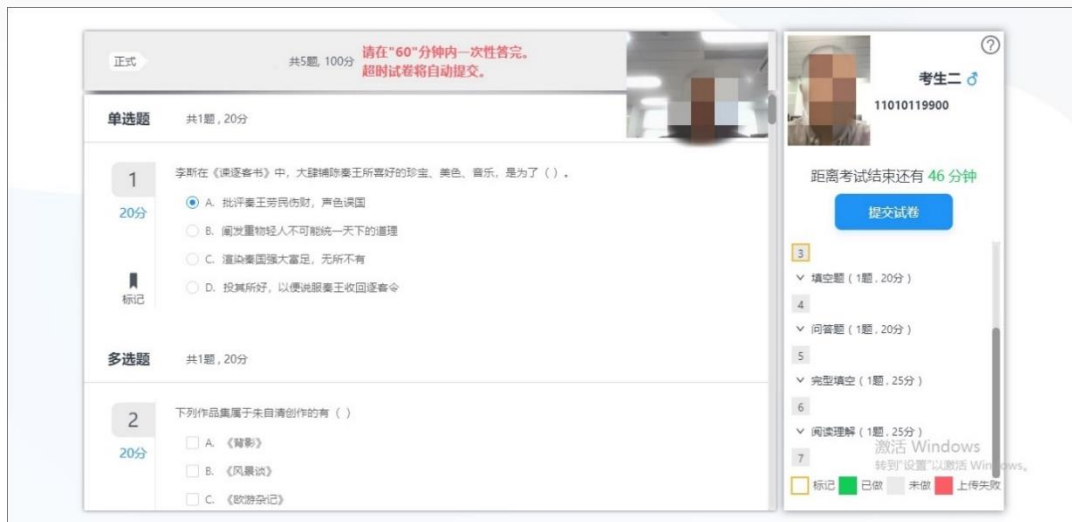 正式
共5题, 100分
请在"60"分钟内一次性答完。
超时试卷将自动提交。
单选题 共1题 , 20分
1
20分
标记
李斯在《谏逐客书》中，大肆铺陈秦王所喜好的珍宝、美色、音乐，是为了（ ）。
A. 批评秦王劳民伤财，声色误国
B. 阐发重物轻人不可能统一天下的道理
C. 渲染秦国强大富足，无所不有
D. 投其所好，以便说服秦王收回逐客令
多选题 共1题 , 20分
2
20分
下列作品集属于朱自清创作的有（ ）
A. 《背影》
B. 《风景谈》
C. 《欧游杂记》
?
考生二
11010119900
距离考试结束还有 46 分钟
提交试卷
3
填空题 ( 1题 , 20分 )
4
问答题 ( 1题 , 20分 )
5
完型填空 ( 1题 , 25分 )
6
阅读理解 ( 1题 , 25分 )
7
激活 Windows
转到"设置"以激活 Windows。
标记 已做 未做 上传失败